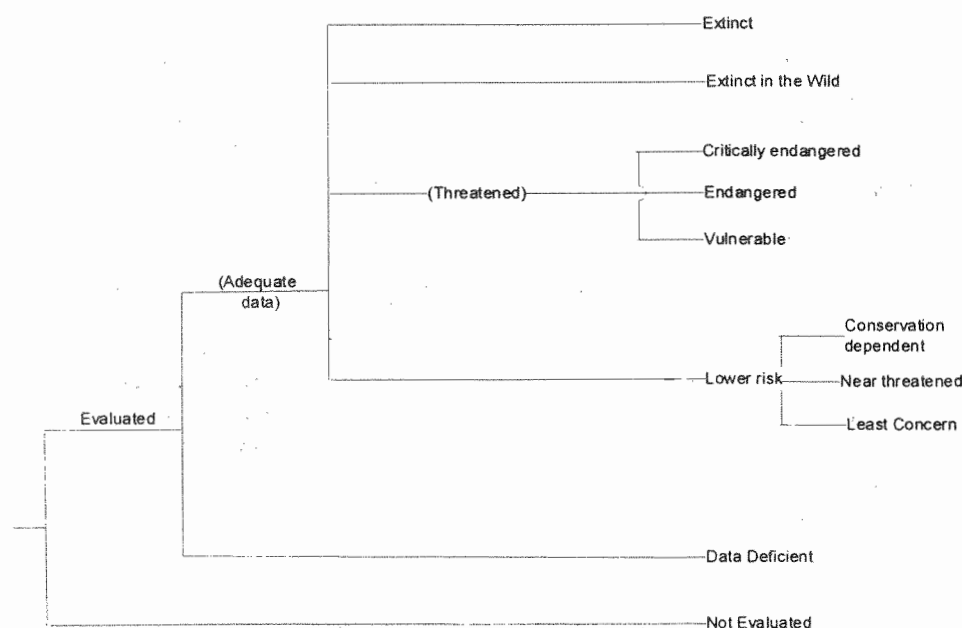 Extinct
Extinct in the Wild
Critically endangered
(Threatened)
Endangered
Vulnerable
(Adequate
data)
Conservation
dependent
Lower risk
Near threatened
Least Concern
Evaluated
Data Deficient
Not Evaluated